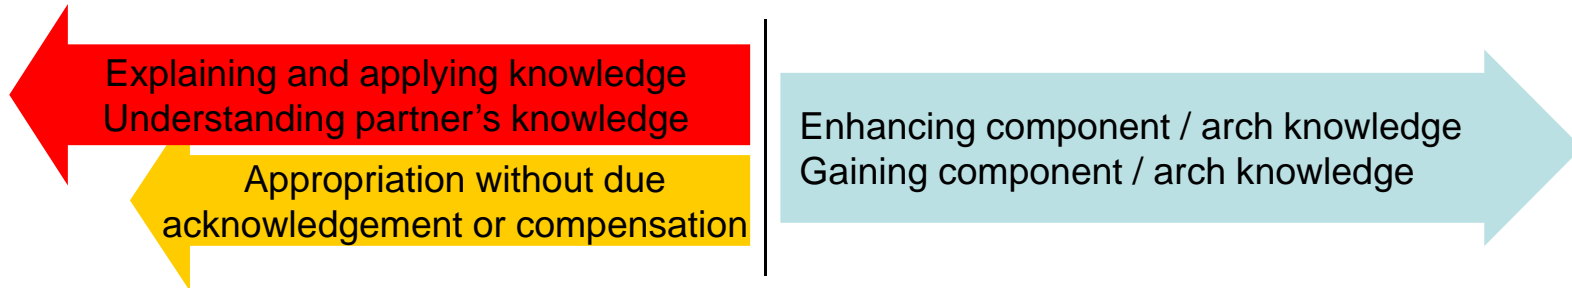 Explaining and applying knowledge
Understanding partner's knowledge
Appropriation without due
acknowledgement or compensation
Enhancing component / arch knowledge
Gaining component / arch knowledge